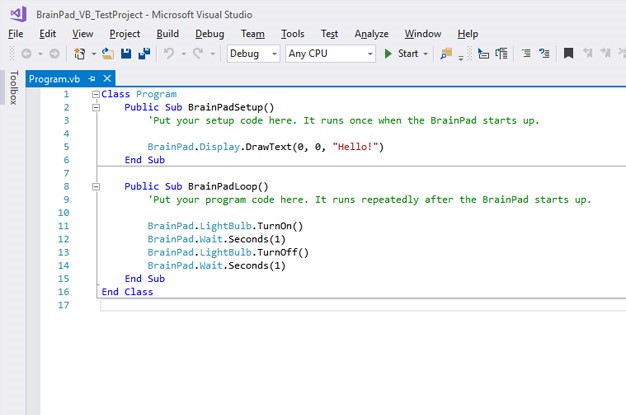 BrainPad_VB_TestProject - Microsoft Visual Studio
File Edit View Project Build Debug Team Tools Test Analyze Window Help
Debug Any CPU Start
Toolbox
Program.vb
1 Class Program
2 Public Sub BrainPadSetup()
3 'Put your setup code here. It runs once when the BrainPad starts up.
4
5 BrainPad.Display.DrawText(0, 0, "Hello!")
6 End Sub
7
8 Public Sub BrainPadLoop()
9 'Put your program code here. It runs repeatedly after the BrainPad starts up.
10
11 BrainPad.LightBulb.TurnOn()
12 BrainPad.Wait.Seconds(1)
13 BrainPad.LightBulb.TurnOff()
14 BrainPad.Wait.Seconds(1)
15 End Sub
16 End Class
17